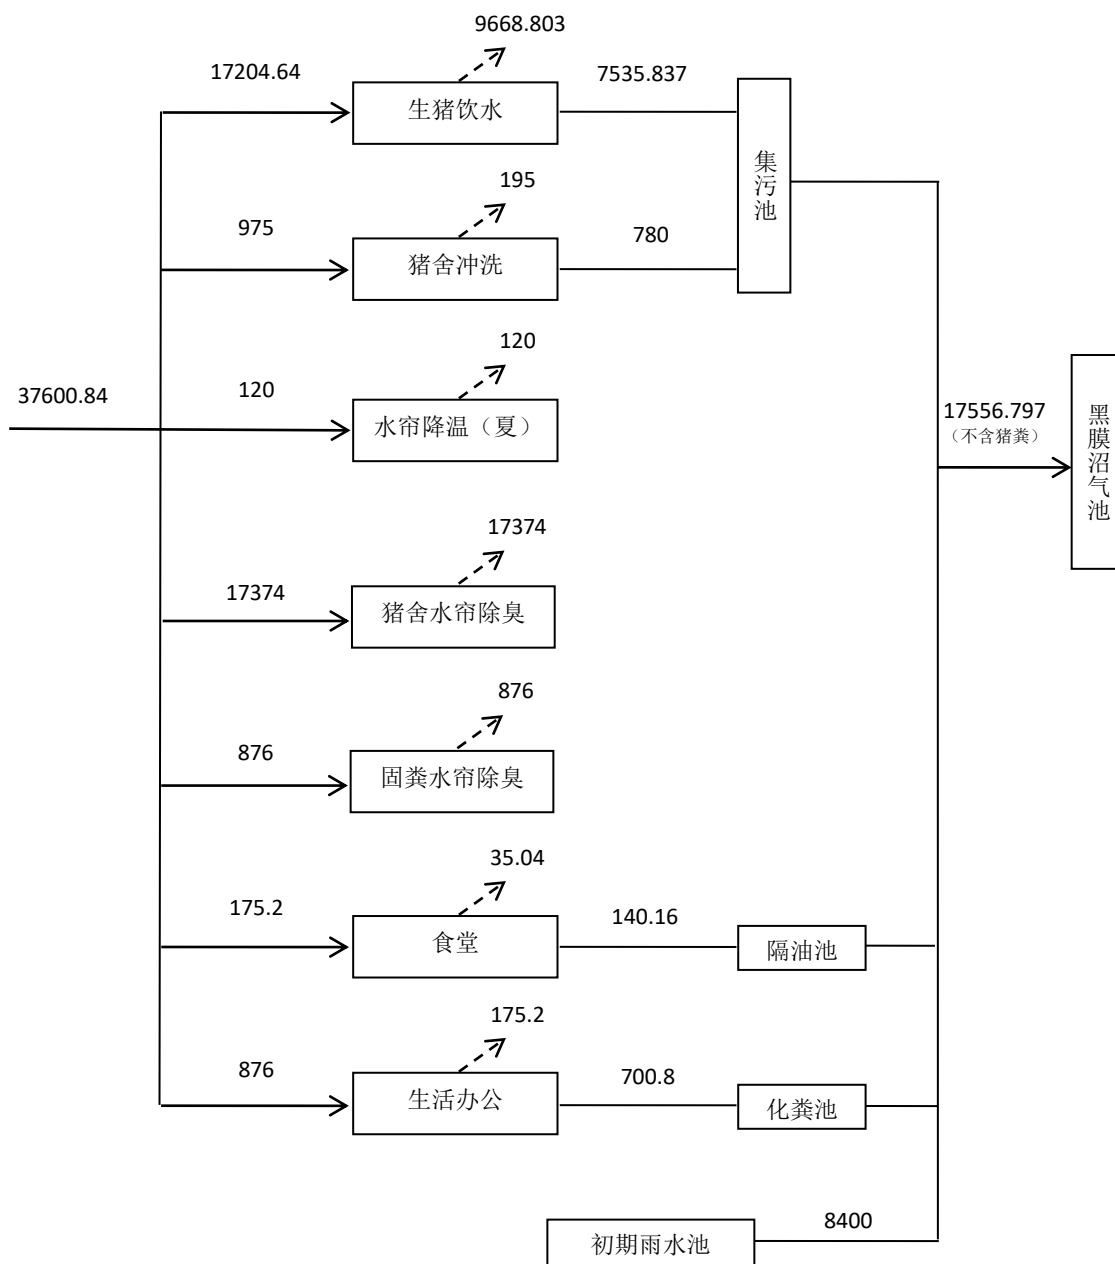 9668.803
17204.64
生猪饮水
7535.837
集污池
195
975
猪舍冲洗
780
37600.84
120
120
水帘降温（夏）
17556.797
（不含猪粪）
黑膜沼气池
17374
17374
猪舍水帘除臭
876
876
固粪水帘除臭
35.04
175.2
食堂
140.16
隔油池
175.2
876
生活办公
700.8
化粪池
8400
初期雨水池